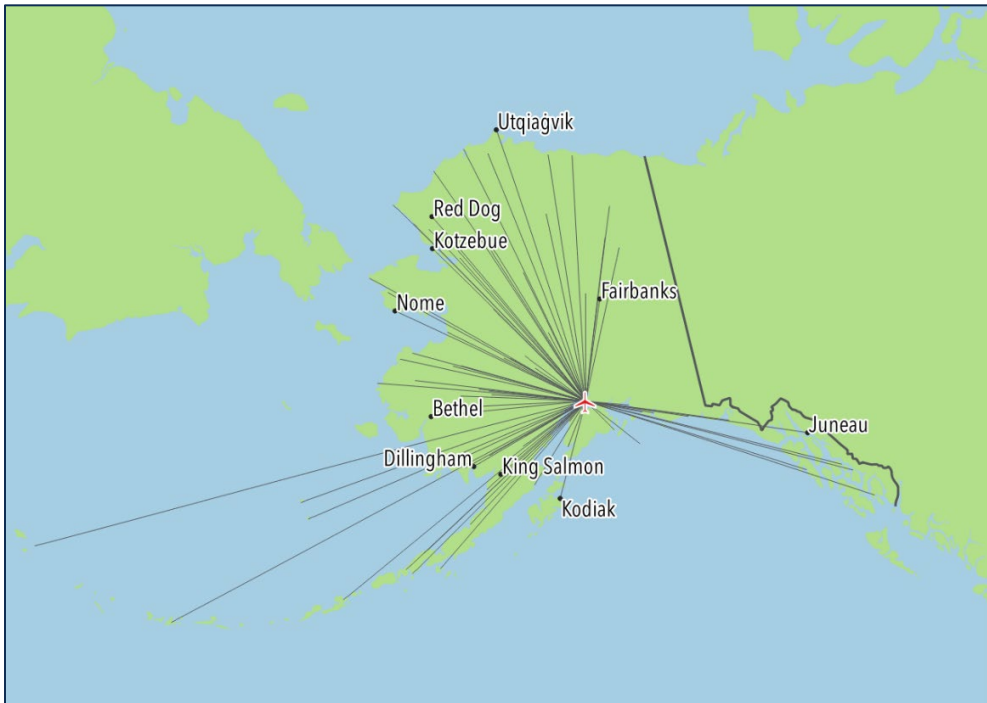 Utqiaġvik
Red Dog
Kotzebue
Fairbanks
Nome
Bethel
Juneau
Dillingham
King Salmon
Kodiak